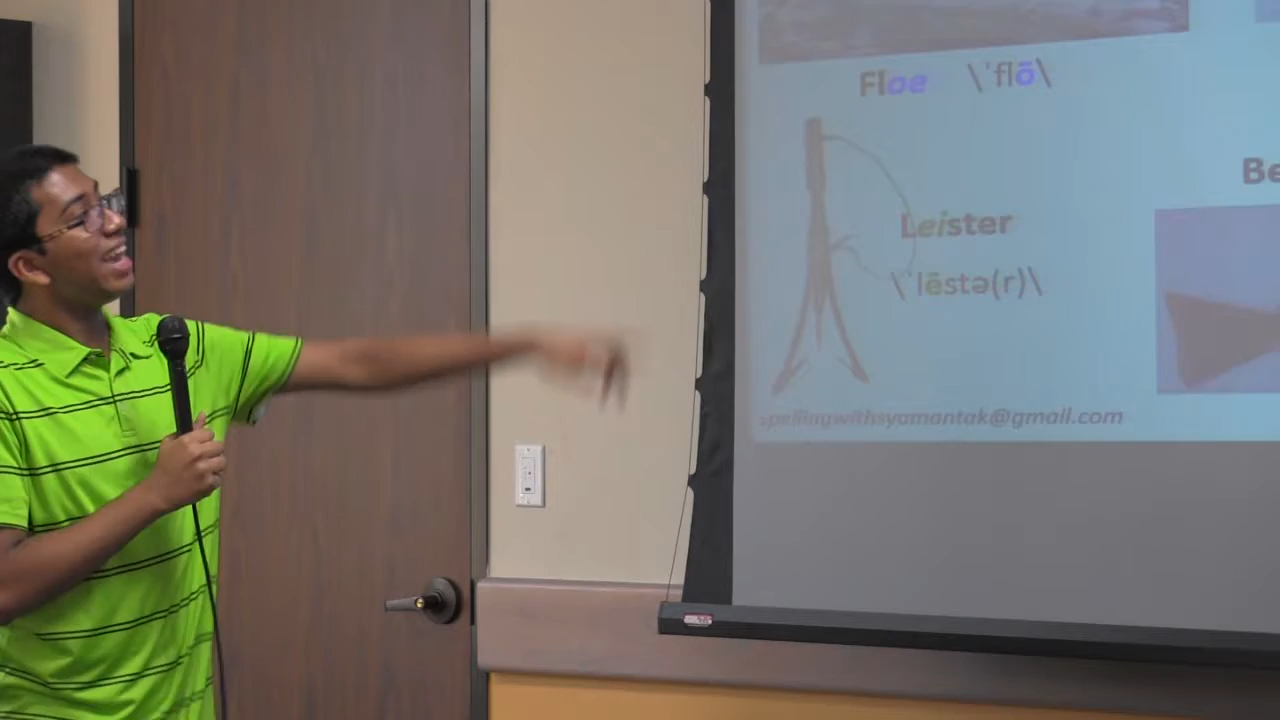 Floe \ˈflō\
Be
Leister
\ˈlēstə(r)\
spellingwithsyamantak@gmail.com